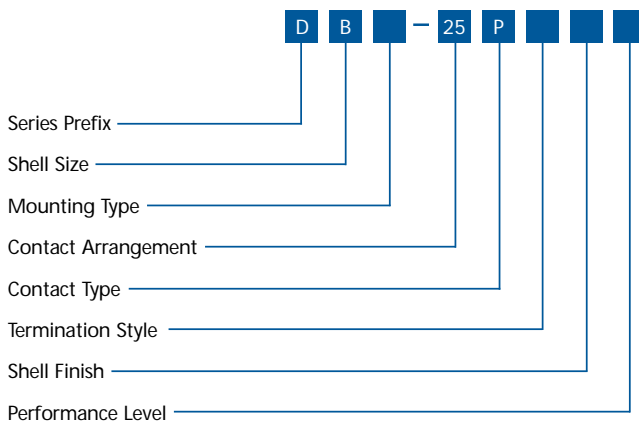 D B – 25 P
Series Prefix
Shell Size
Mounting Type
Contact Arrangement
Contact Type
Termination Style
Shell Finish
Performance Level